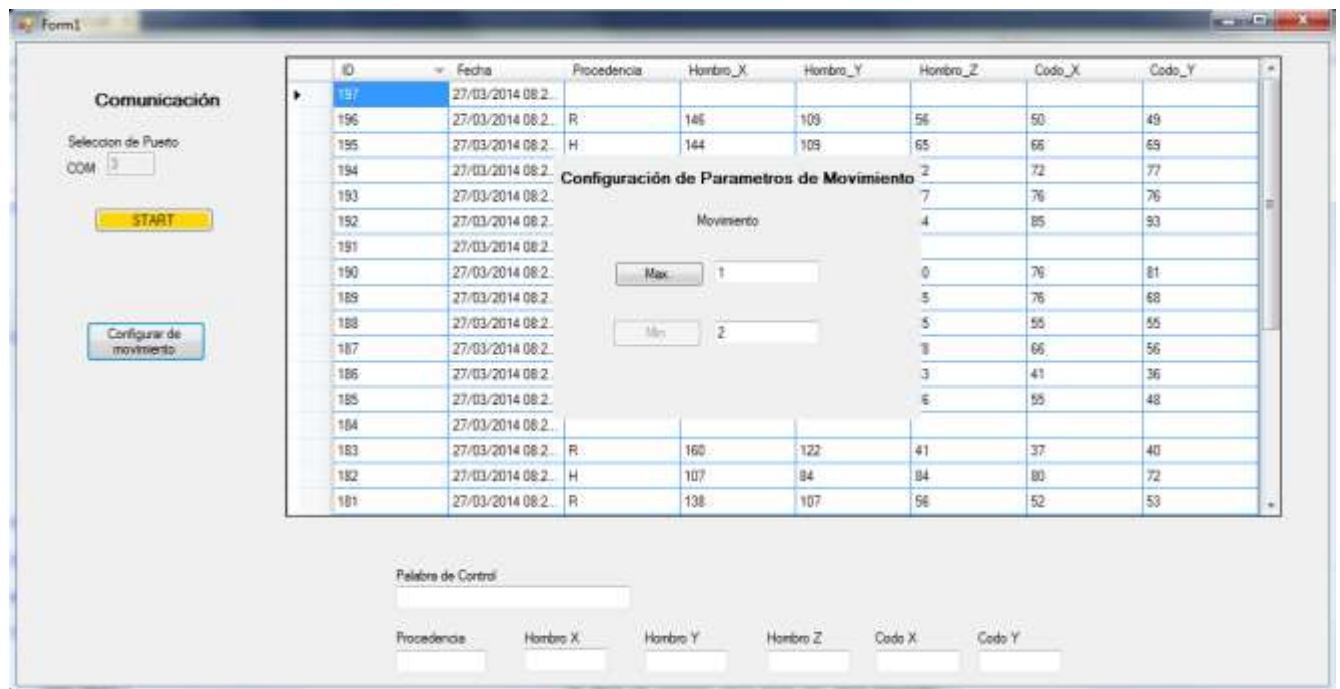 Form1
ID Fecha Procedencia Hombro_X Hombro_Y Hombro_Z Codo_X Codo_Y
Comunicación
197 27/03/2014 08:2...
196 27/03/2014 08:2... R 146 109 56 50 49
Seleccion de Puerto
195 27/03/2014 08:2... H 144 109 65 66 69
COM 3
194 27/03/2014 08:2... 2 72 77
Configuración de Parametros de Movimiento
193 27/03/2014 08:2... 7 76 76
START
Movimiento
192 27/03/2014 08:2... 4 85 93
191 27/03/2014 08:2...
Max. 1
190 27/03/2014 08:2... 0 76 81
189 27/03/2014 08:2... 5 76 68
Configurar de
movimiento
188 27/03/2014 08:2... 5 55 55
Min 2
187 27/03/2014 08:2... 8 66 56
186 27/03/2014 08:2... 3 41 36
185 27/03/2014 08:2... 6 55 48
184 27/03/2014 08:2...
183 27/03/2014 08:2... R 160 122 41 37 40
182 27/03/2014 08:2... H 107 84 84 80 72
181 27/03/2014 08:2... R 138 107 56 52 53
Palabra de Control
Procedencia Hombro X Hombro Y Hombro Z Codo X Codo Y